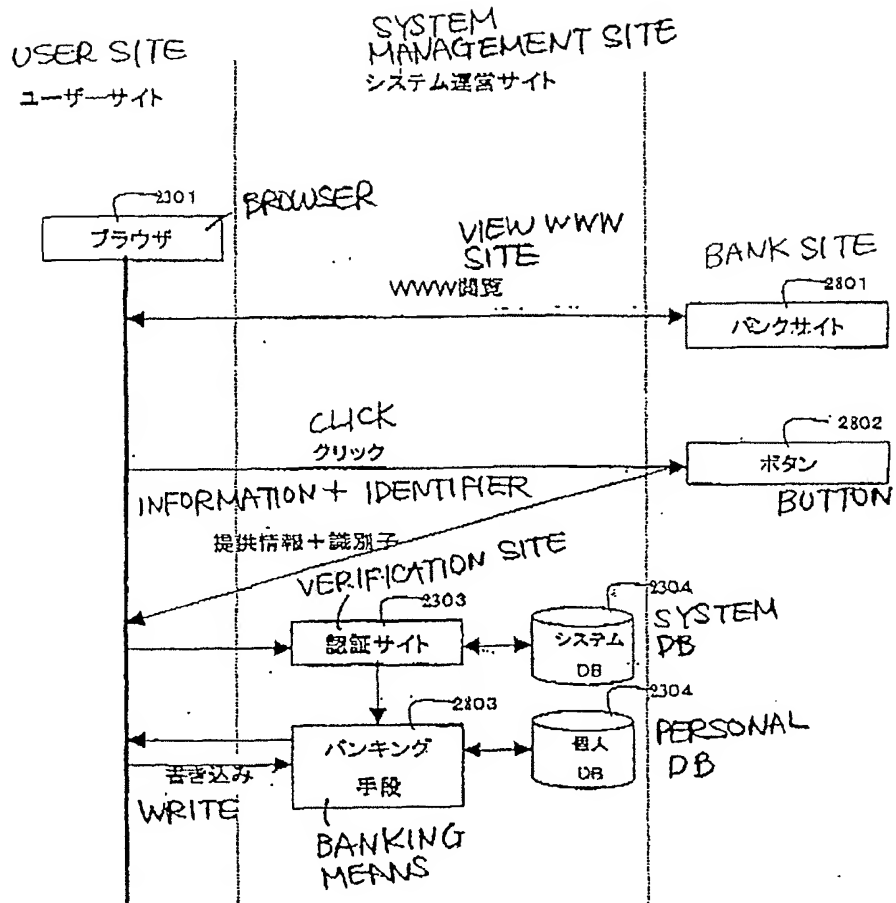 USER SITE
ユーザーサイト
SYSTEM
MANAGEMENT SITE
システム運営サイト
2301
BROWSER
ブラウザ
VIEW WWW
SITE
WWW閲覧
BANK SITE
2801
バンクサイト
CLICK
クリック
2802
ボタン
BUTTON
INFORMATION + IDENTIFIER
提供情報+識別子
VERIFICATION SITE
2303
認証サイト
2304
システム
DB
SYSTEM
DB
2803
バンキング
手段
2304
個人
DB
PERSONAL
DB
書き込み
WRITE
BANKING
MEANS